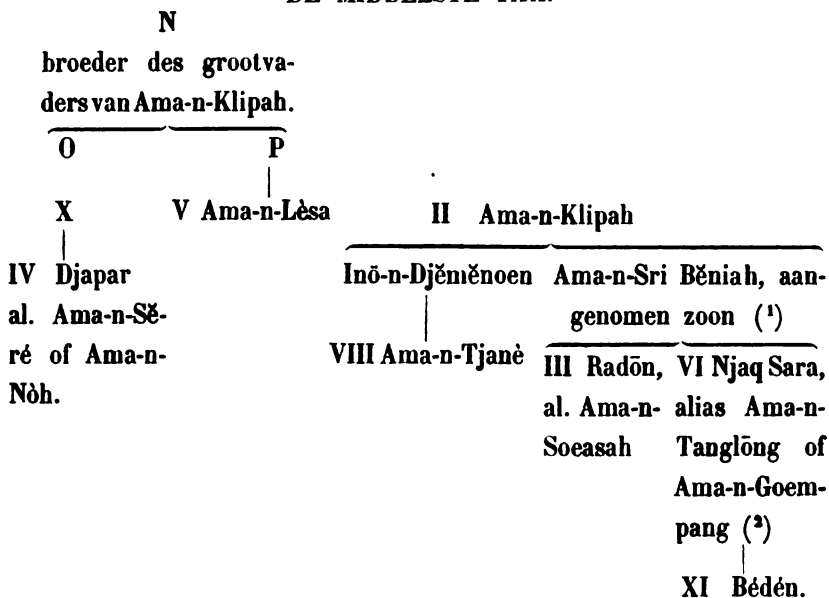 N
broeder des grootva-
ders van Ama-n-Klipah.
O P
X V Ama-n-Lèsa II Ama-n-Klipah
IV Djapar Inō-n-Djĕmĕnoen Ama-n-Sri Bĕniah, aan-
al. Ama-n-Sĕ- genomen zoon (¹)
ré of Ama-n- VIII Ama-n-Tjanè III Radōn, VI Njaq Sara,
Nòh. al. Ama-n- alias Ama-n-
Soeasah Tanglōng of
Ama-n-Goem-
pang (²)
XI Bédén.